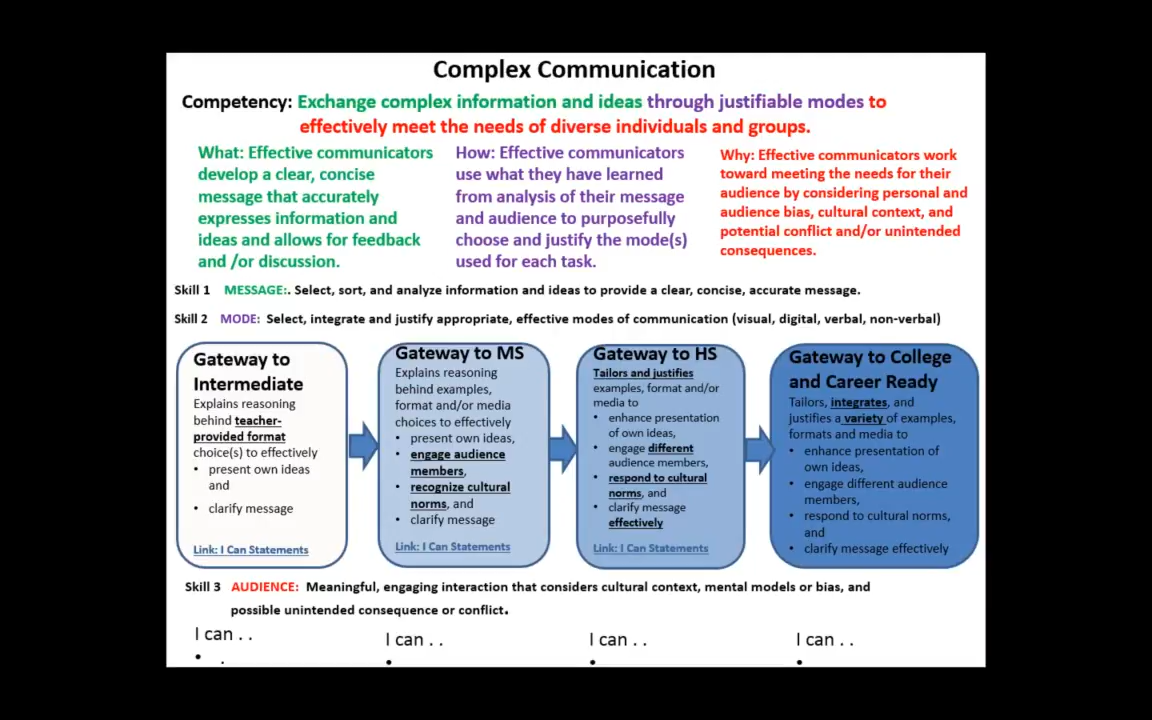 Complex Communication
Competency: Exchange complex information and ideas through justifiable modes to
effectively meet the needs of diverse individuals and groups.
What: Effective communicators
develop a clear, concise
message that accurately
expresses information and
ideas and allows for feedback
and /or discussion.
How: Effective communicators
use what they have learned
from analysis of their message
and audience to purposefully
choose and justify the mode(s)
used for each task.
Why: Effective communicators work
toward meeting the needs for their
audience by considering personal and
audience bias, cultural context, and
potential conflict and/or unintended
consequences.
Skill 1 MESSAGE:. Select, sort, and analyze information and ideas to provide a clear, concise, accurate message.
Skill 2 MODE: Select, integrate and justify appropriate, effective modes of communication (visual, digital, verbal, non-verbal)
Gateway to
Intermediate
Explains reasoning
behind teacher-
provided format
choice(s) to effectively
• present own ideas
and
• clarify message
Link: I Can Statements
Gateway to MS
Explains reasoning
behind examples,
format and/or media
choices to effectively
• present own ideas,
• engage audience
members,
• recognize cultural
norms, and
• clarify message
Link: I Can Statements
Gateway to HS
Tailors and justifies
examples, format and/or
media to
• enhance presentation
of own ideas,
• engage different
audience members,
• respond to cultural
norms, and
• clarify message
effectively
Link: I Can Statements
Gateway to College
and Career Ready
Tailors, integrates, and
justifies a variety of examples,
formats and media to
• enhance presentation of
own ideas,
• engage different audience
members,
• respond to cultural norms,
and
• clarify message effectively
Skill 3 AUDIENCE: Meaningful, engaging interaction that considers cultural context, mental models or bias, and
possible unintended consequence or conflict.
I can . .
• .
I can . .
•
I can . .
•
I can . .
•